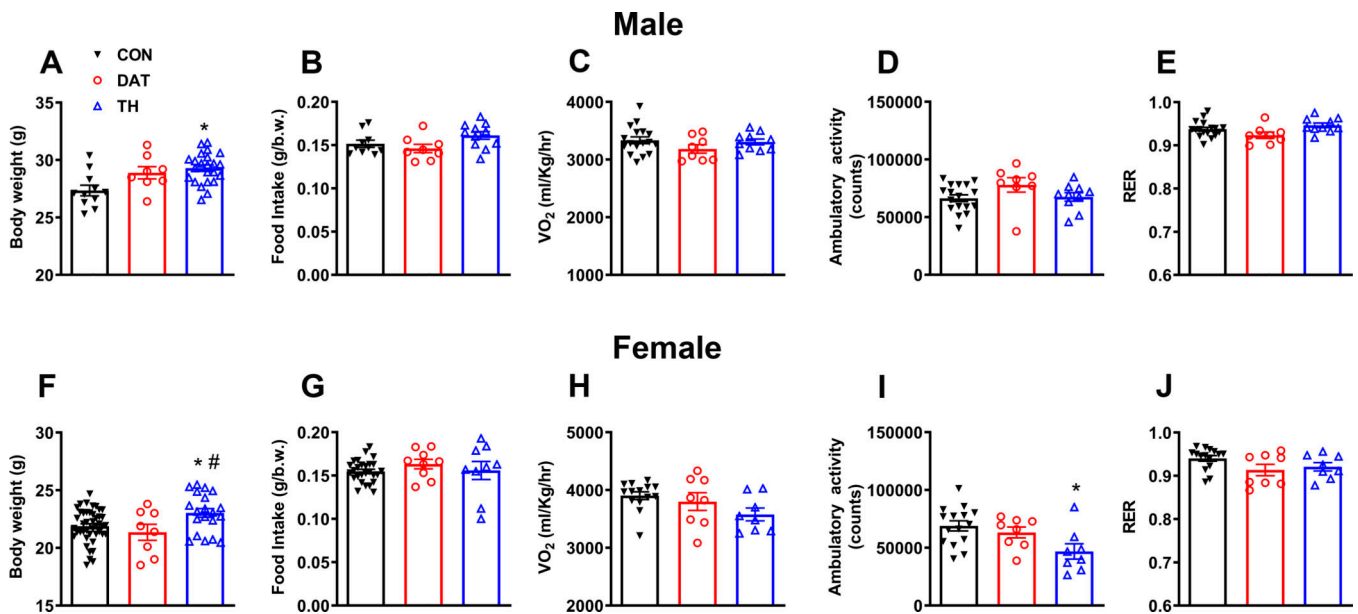 Male
A
CON
DAT
TH
B
C
D
E
Body weight (g)
35
30
25
20
*
Food Intake (g/b.w.)
0.20
0.15
0.10
0.05
0.00
VO2 (ml/Kg/hr)
4000
3000
2000
1000
Ambulatory activity
(counts)
150000
100000
50000
0
RER
1.0
0.9
0.8
0.7
0.6
Female
F
G
H
I
J
Body weight (g)
30
25
20
15
* #
Food Intake (g/b.w.)
0.20
0.15
0.10
0.05
0.00
VO2 (ml/Kg/hr)
5000
4000
3000
2000
Ambulatory activity
(counts)
150000
100000
50000
0
*
RER
1.0
0.9
0.8
0.7
0.6